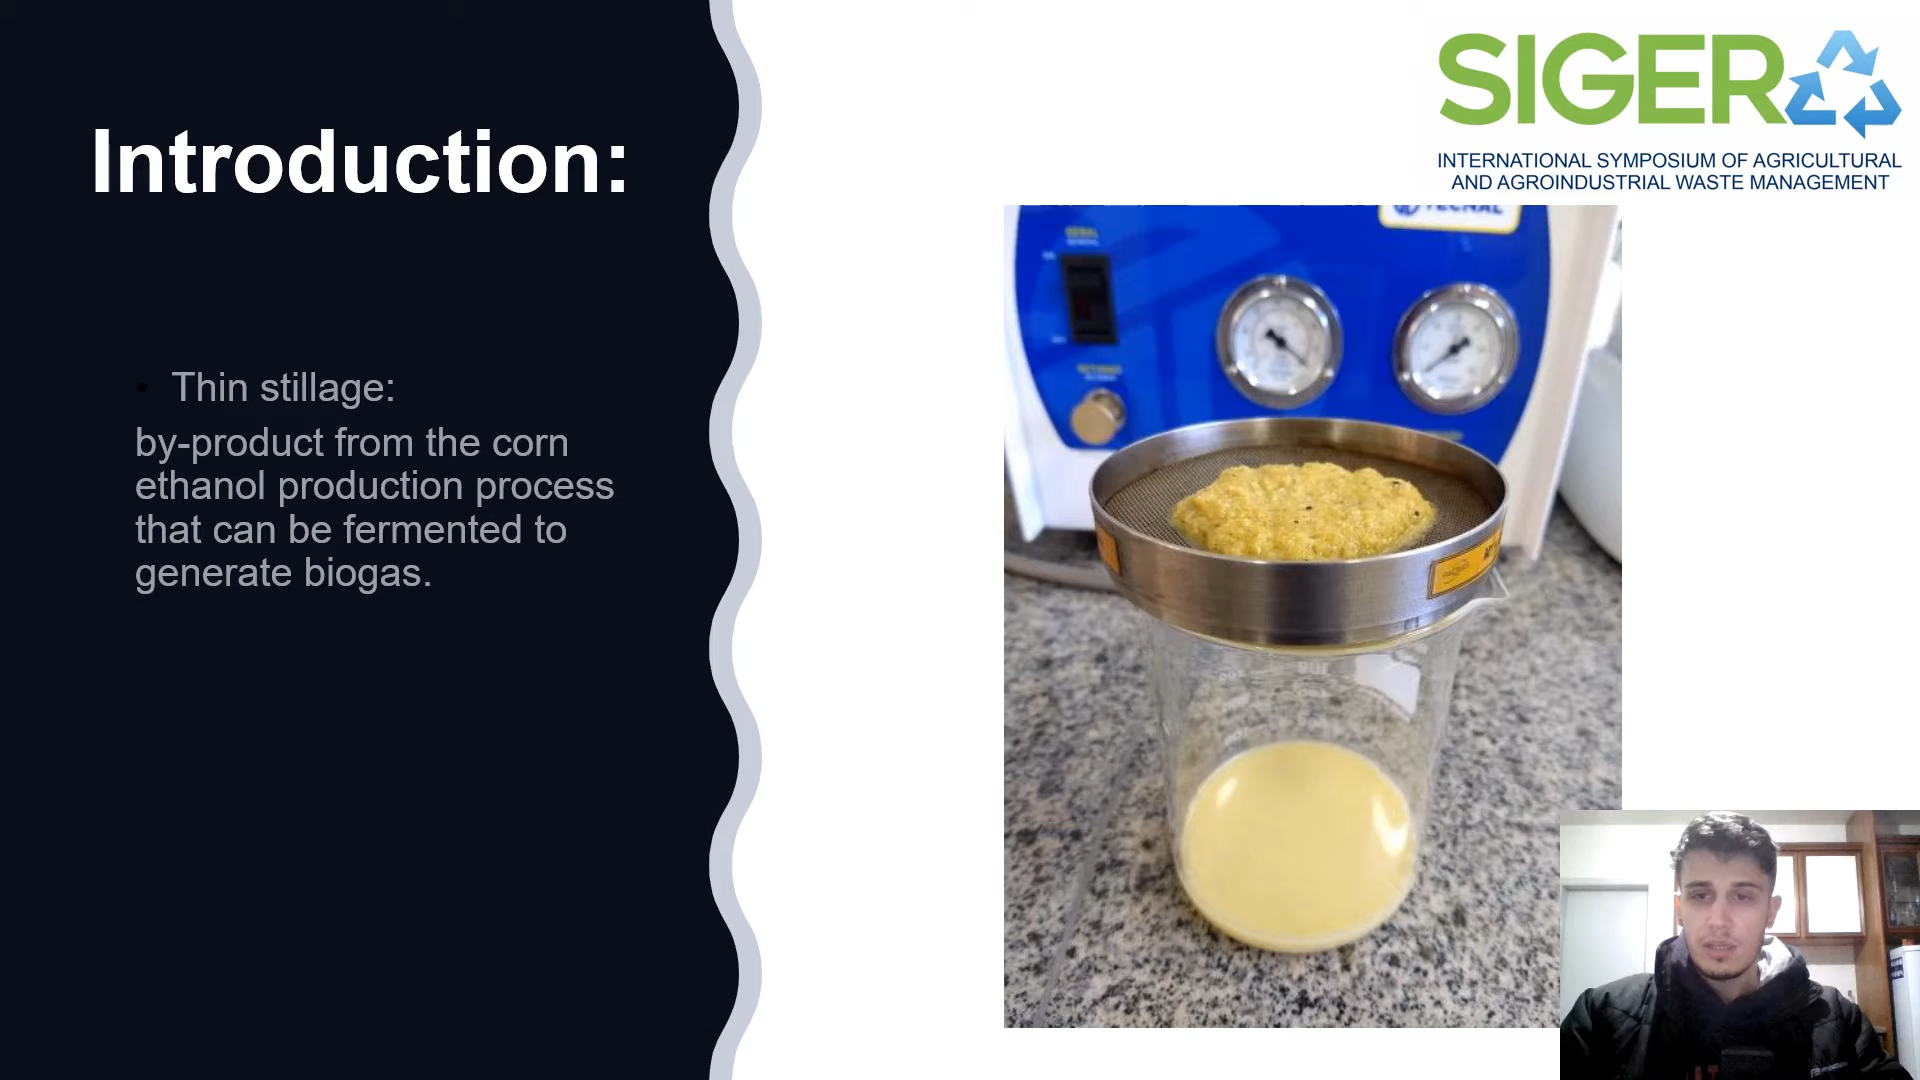 Introduction:
• Thin stillage:
by-product from the corn
ethanol production process
that can be fermented to
generate biogas.
SIGER
INTERNATIONAL SYMPOSIUM OF AGRICULTURAL
AND AGROINDUSTRIAL WASTE MANAGEMENT
TECNAL